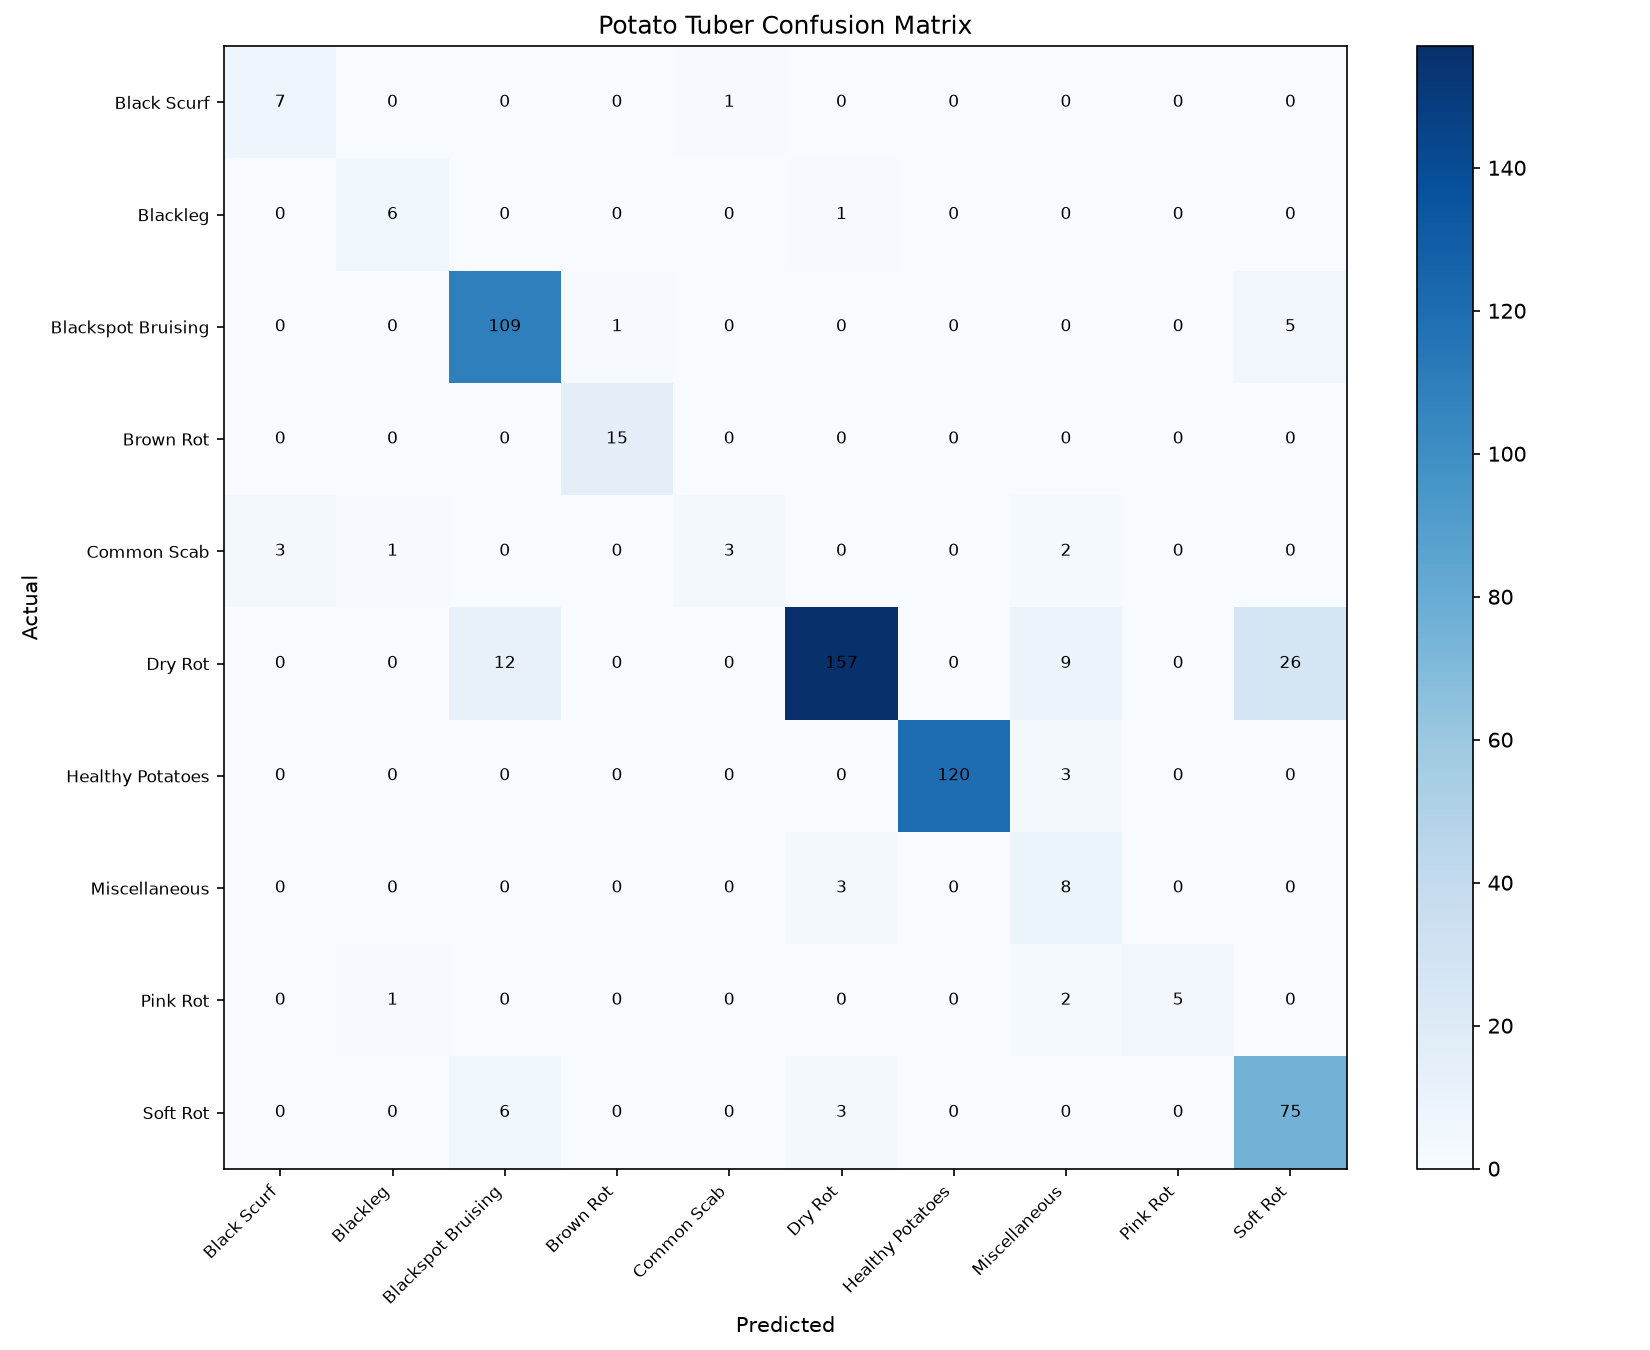 Potato Tuber Confusion Matrix
Black Scurf 7 0 0 0 1 0 0 0 0 0
Blackleg 0 6 0 0 0 1 0 0 0 0
Blackspot Bruising 0 0 109 1 0 0 0 0 0 5
Brown Rot 0 0 0 15 0 0 0 0 0 0
Common Scab 3 1 0 0 3 0 0 2 0 0
Dry Rot 0 0 12 0 0 157 0 9 0 26
Healthy Potatoes 0 0 0 0 0 0 120 3 0 0
Miscellaneous 0 0 0 0 0 3 0 8 0 0
Pink Rot 0 1 0 0 0 0 0 2 5 0
Soft Rot 0 0 6 0 0 3 0 0 0 75
Actual
Black Scurf
Blackleg
Blackspot Bruising
Brown Rot
Common Scab
Dry Rot
Healthy Potatoes
Miscellaneous
Pink Rot
Soft Rot
Predicted
140
120
100
80
60
40
20
0